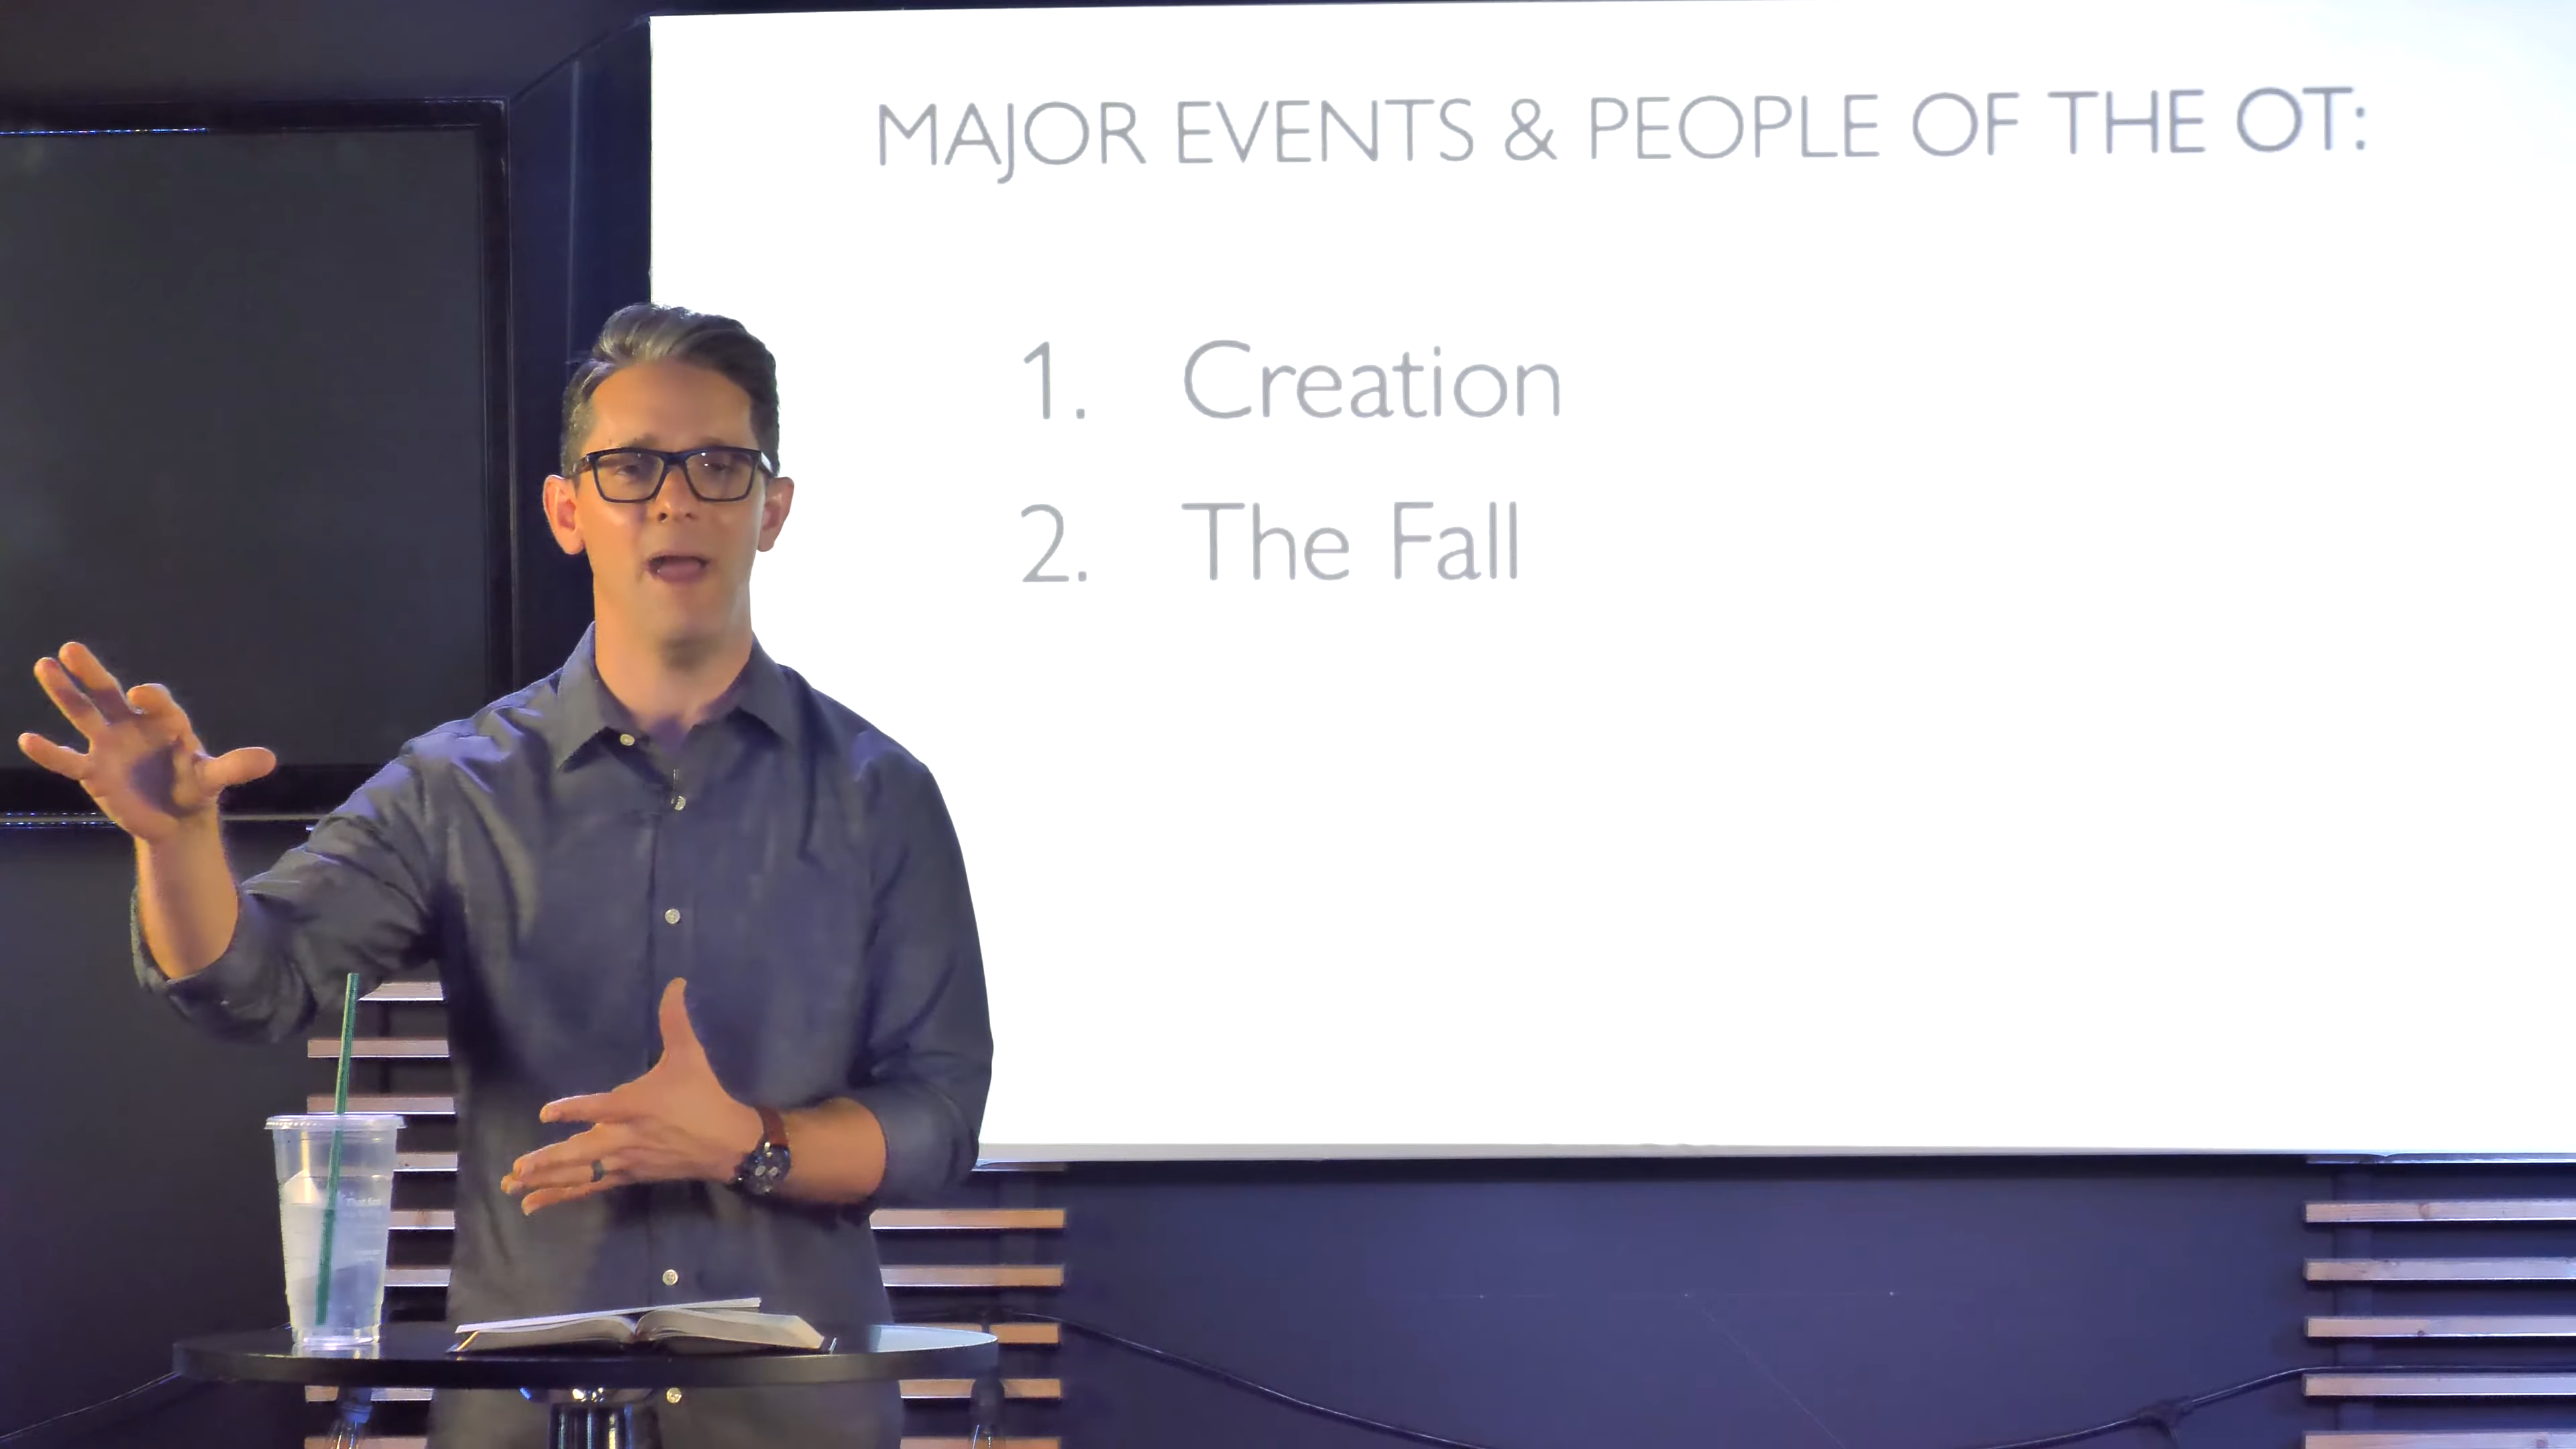 MAJOR EVENTS & PEOPLE OF THE OT:
1. Creation
2. The Fall